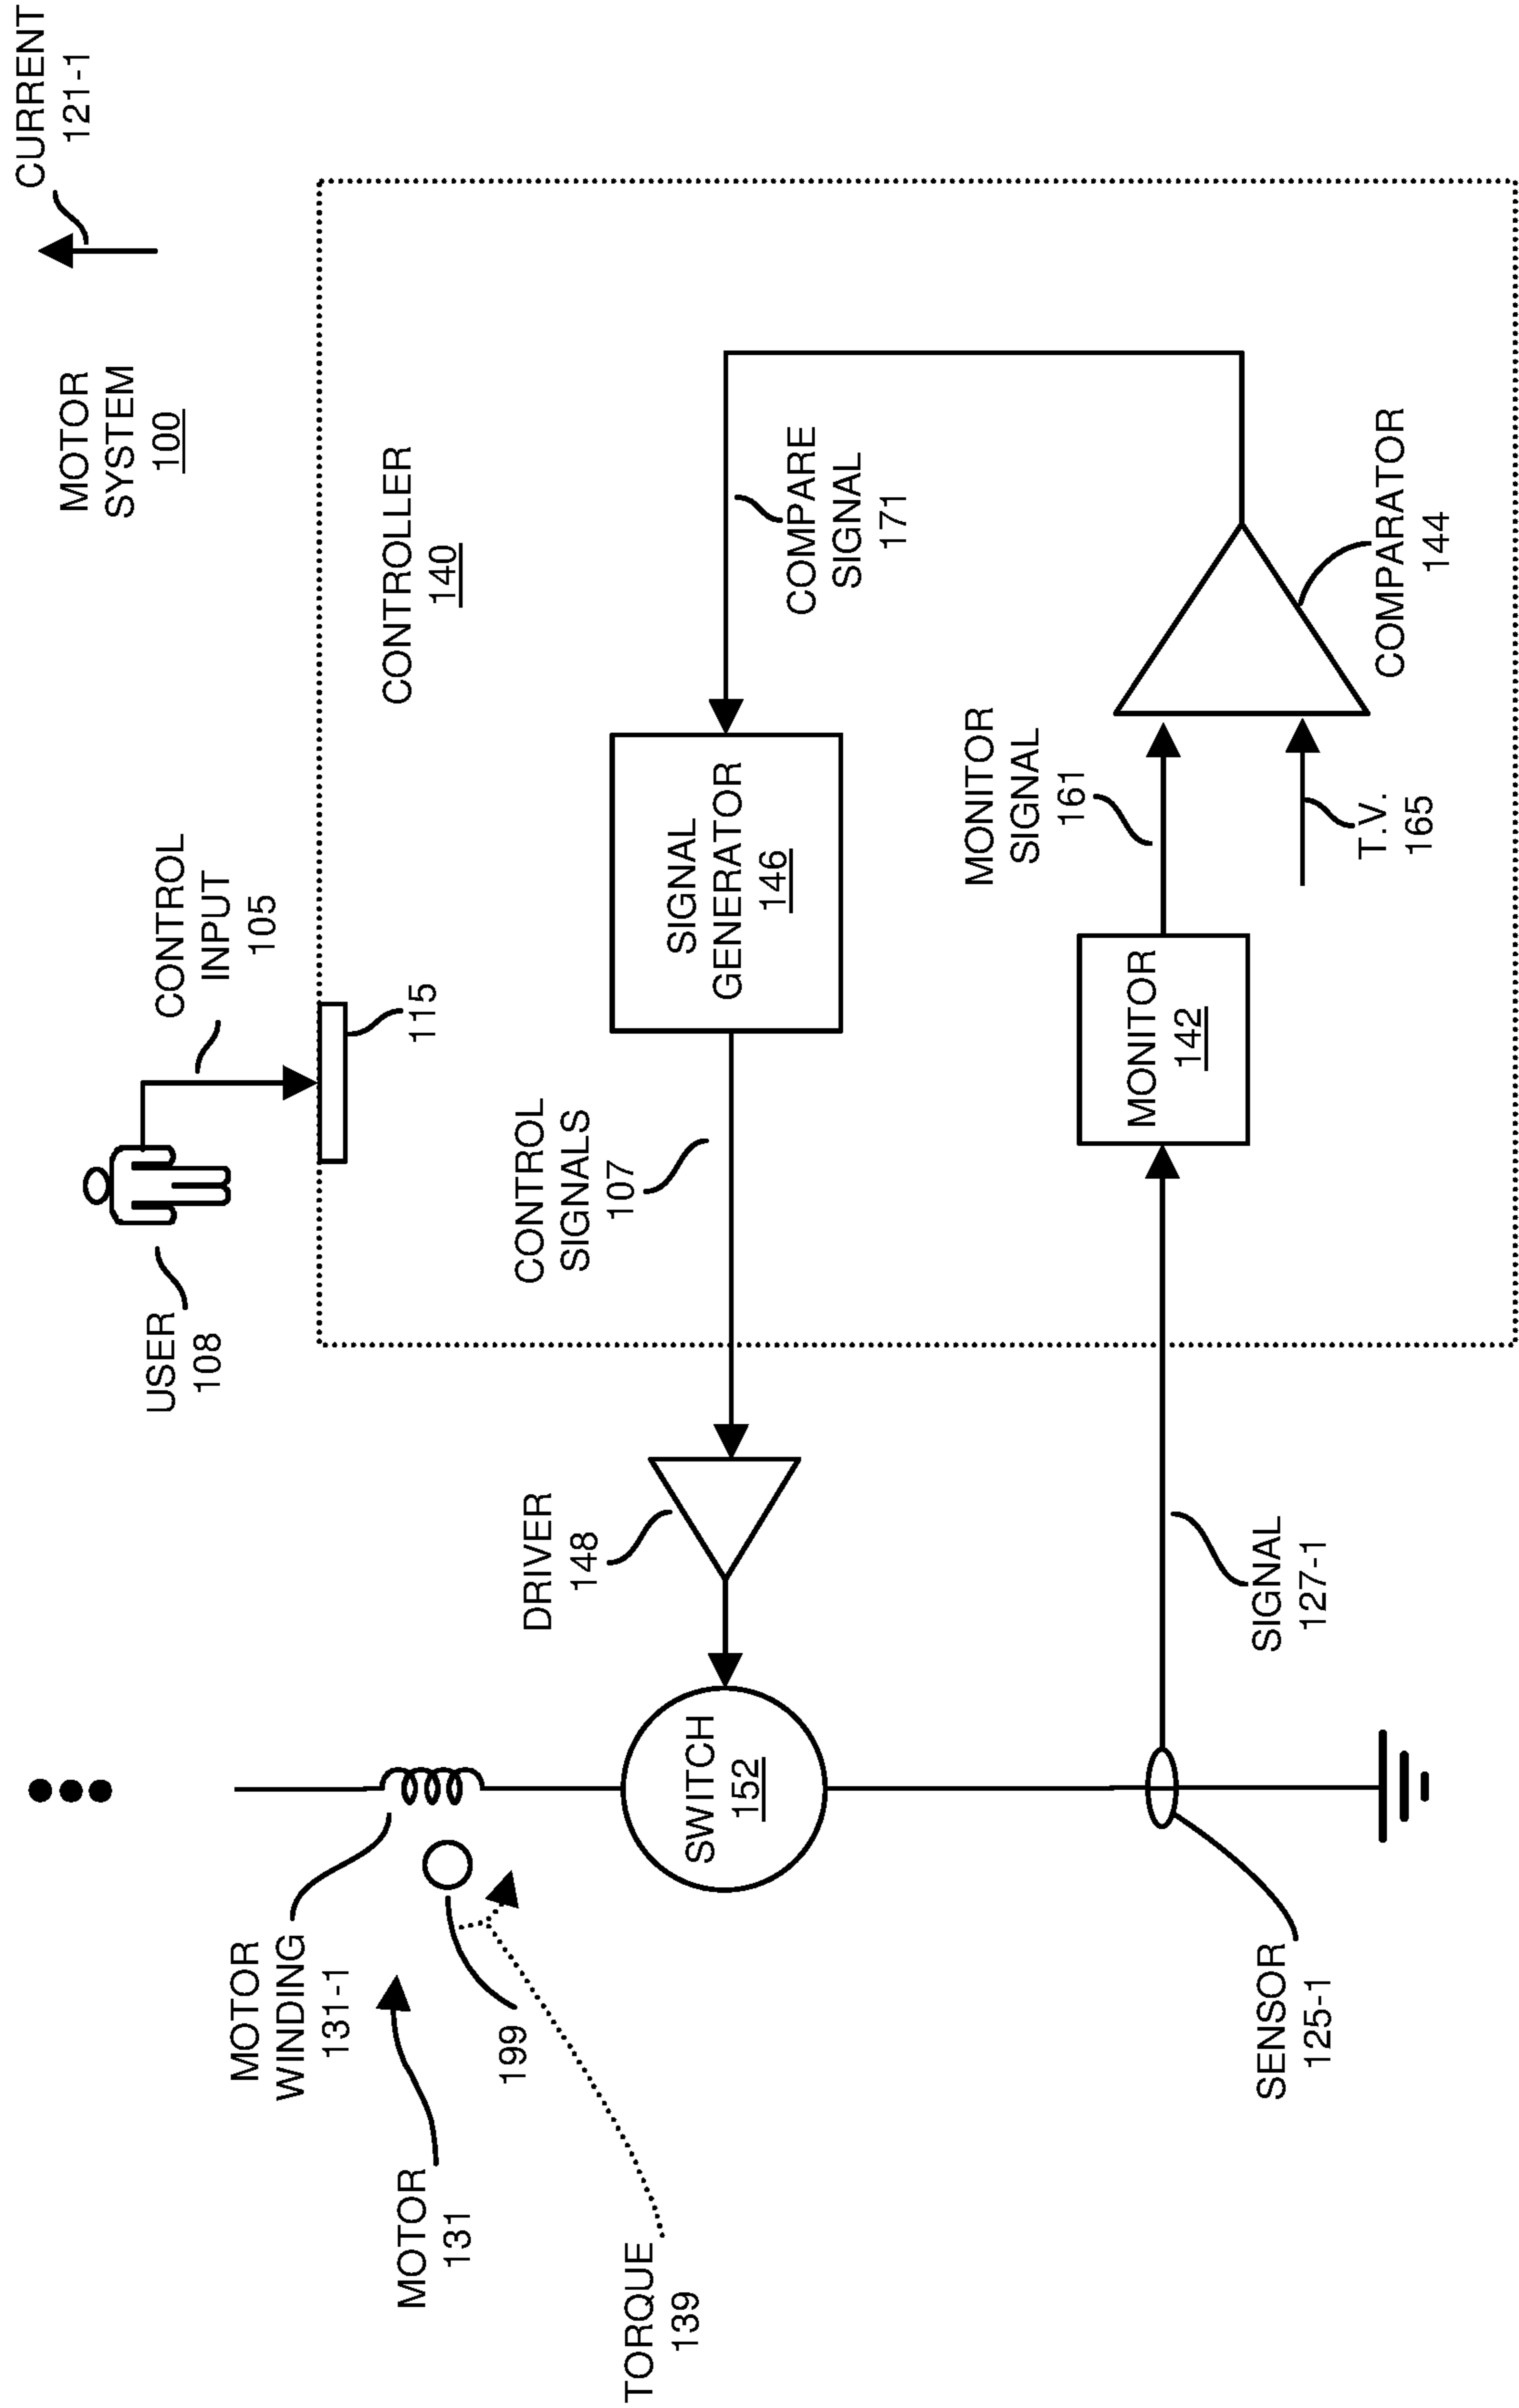 MOTOR
SYSTEM
100
CURRENT
121-1
USER
108
CONTROL
INPUT
105
115
CONTROLLER
140
MOTOR
WINDING
131-1
MOTOR
131
199
TORQUE
139
DRIVER
148
CONTROL
SIGNALS
107
SIGNAL
GENERATOR
146
COMPARE
SIGNAL
171
SWITCH
152
MONITOR
SIGNAL
161
MONITOR
142
T.V.
165
COMPARATOR
144
SENSOR
125-1
SIGNAL
127-1